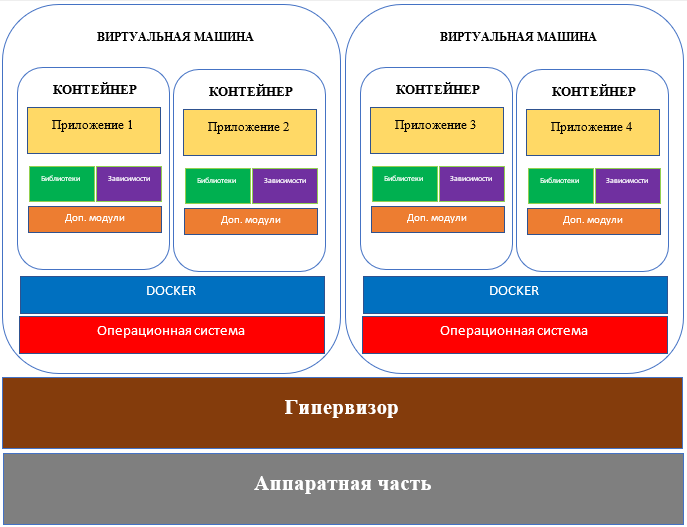 ВИРТУАЛЬНАЯ МАШИНА
КОНТЕЙНЕР
Приложение 1
Библиотеки
Зависимости
Доп. модули
КОНТЕЙНЕР
Приложение 2
Библиотеки
Зависимости
Доп. модули
DOCKER
Операционная система
ВИРТУАЛЬНАЯ МАШИНА
КОНТЕЙНЕР
Приложение 3
Библиотеки
Зависимости
Доп. модули
КОНТЕЙНЕР
Приложение 4
Библиотеки
Зависимости
Доп. модули
DOCKER
Операционная система
Гипервизор
Аппаратная часть